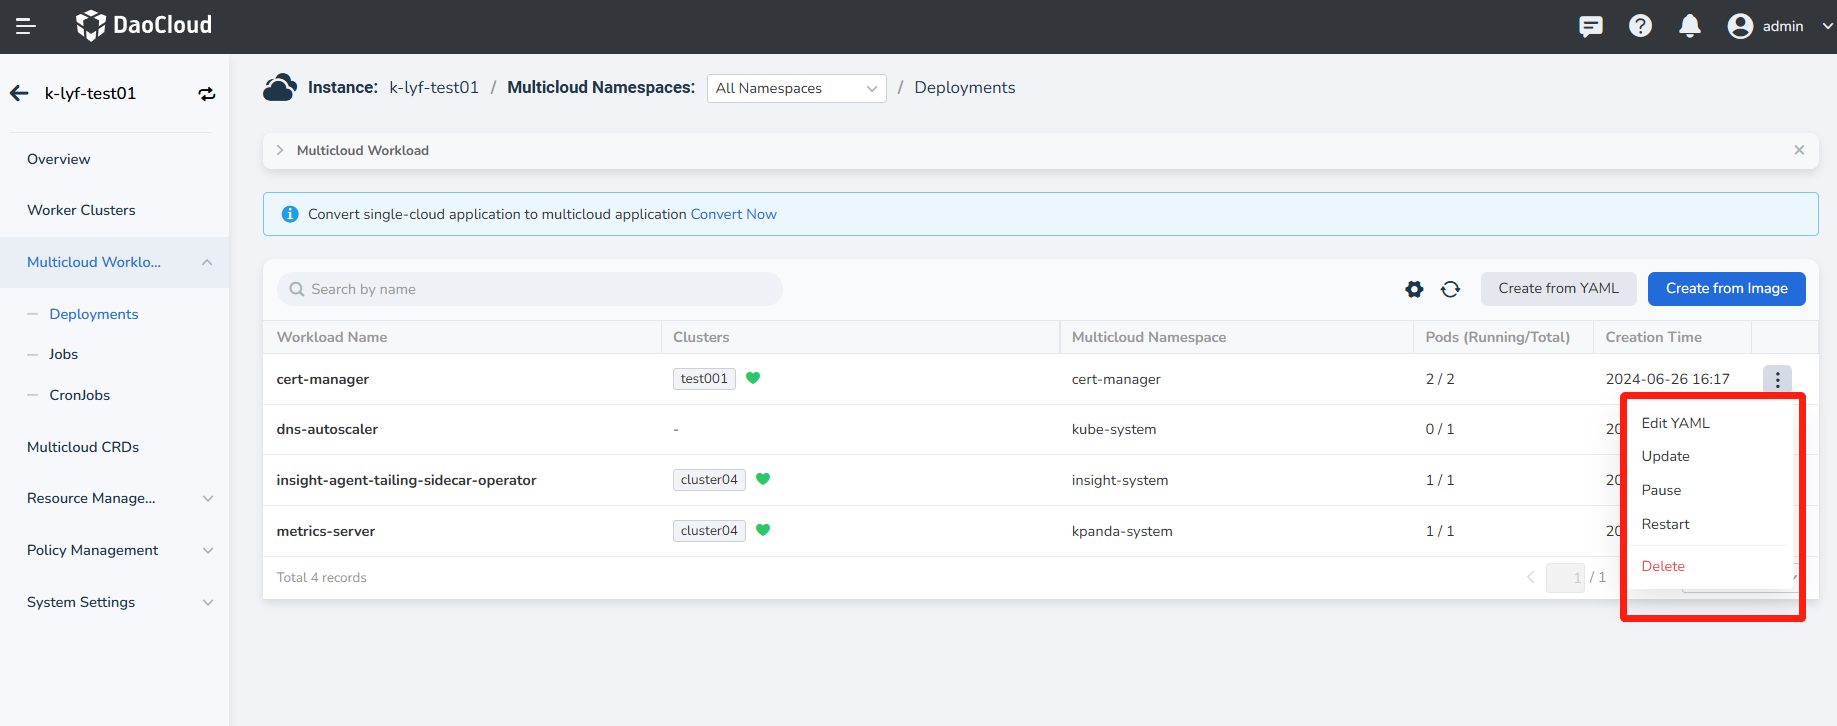 DaoCloud
admin
k-lyf-test01
Instance: k-lyf-test01 / Multicloud Namespaces: All Namespaces / Deployments
Overview
Worker Clusters
Multicloud Worklo...
Deployments
Jobs
CronJobs
Multicloud CRDs
Resource Manage...
Policy Management
System Settings
Multicloud Workload
Convert single-cloud application to multicloud application Convert Now
Search by name
Create from YAML
Create from Image
Workload Name Clusters Multicloud Namespace Pods (Running/Total) Creation Time
cert-manager test001 cert-manager 2 / 2 2024-06-26 16:17
dns-autoscaler - kube-system 0 / 1 20
insight-agent-tailing-sidecar-operator cluster04 insight-system 1 / 1 20
metrics-server cluster04 kpanda-system 1 / 1 20
Total 4 records
1 / 1
Edit YAML
Update
Pause
Restart
Delete